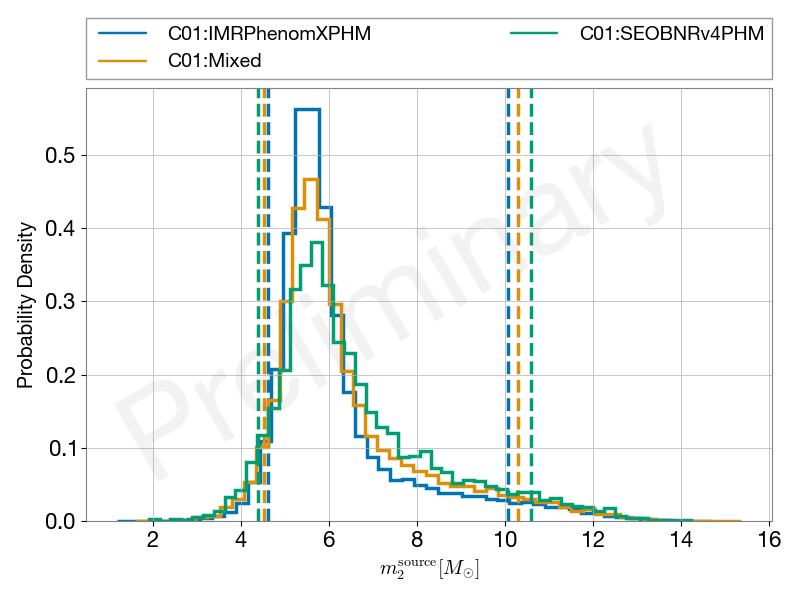 C01:IMRPhenomXPHM
C01:Mixed
C01:SEOBNRv4PHM
Preliminary
Probability Density
0.5
0.4
0.3
0.2
0.1
0.0
2 4 6 8 10 12 14 16
m₂^source [M_⊙]